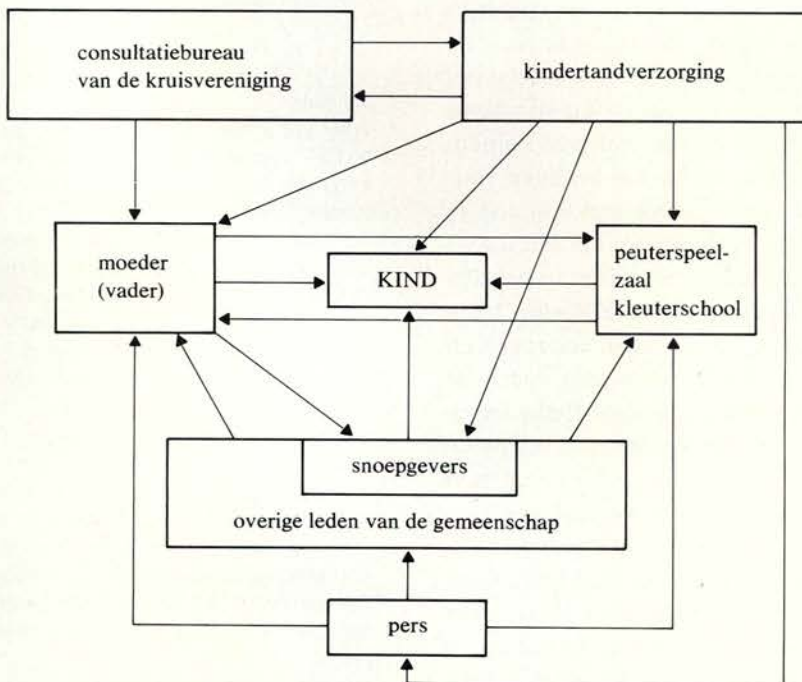 consultatiebureau
van de kruisvereniging
kindertandverzorging
moeder
(vader)
KIND
peuterspeel-
zaal
kleuterschool
snoepgevers
overige leden van de gemeenschap
pers